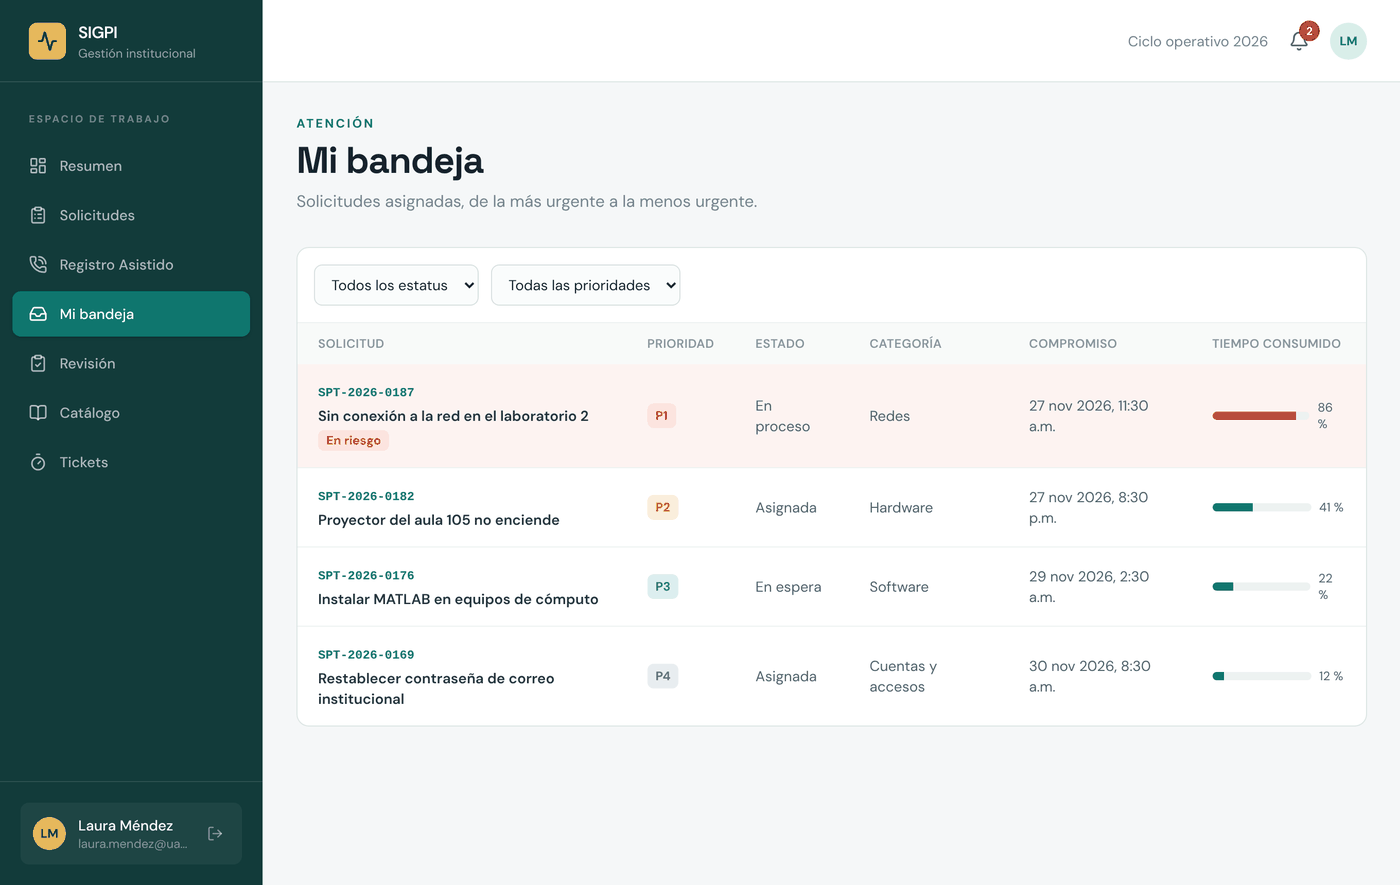 SIGPI
Gestión institucional
ESPACIO DE TRABAJO
Resumen
Solicitudes
Registro Asistido
Mi bandeja
Revisión
Catálogo
Tickets
LM
Laura Méndez
laura.mendez@ua...
Ciclo operativo 2026
2
LM
ATENCIÓN
Mi bandeja
Solicitudes asignadas, de la más urgente a la menos urgente.
Todos los estatus
Todas las prioridades
SOLICITUD PRIORIDAD ESTADO CATEGORÍA COMPROMISO TIEMPO CONSUMIDO
SPT-2026-0187
Sin conexión a la red en el laboratorio 2
En riesgo
P1
En
proceso
Redes
27 nov 2026, 11:30
a.m.
86
%
SPT-2026-0182
Proyector del aula 105 no enciende
P2
Asignada
Hardware
27 nov 2026, 8:30
p.m.
41 %
SPT-2026-0176
Instalar MATLAB en equipos de cómputo
P3
En espera
Software
29 nov 2026, 2:30
a.m.
22
%
SPT-2026-0169
Restablecer contraseña de correo
institucional
P4
Asignada
Cuentas y
accesos
30 nov 2026, 8:30
a.m.
12 %